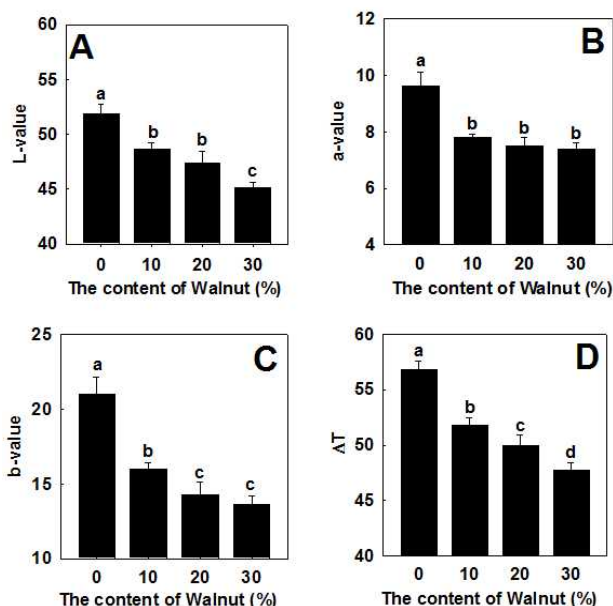 A
L-value
60
55
50
45
40
a
b
b
c
0 10 20 30
The content of Walnut (%)
B
a-value
12
10
8
6
4
a
b
b
b
0 10 20 30
The content of Walnut (%)
C
b-value
25
20
15
10
a
b
c
c
0 10 20 30
The content of Walnut (%)
D
ΔT
60
55
50
45
40
a
b
c
d
0 10 20 30
The content of Walnut (%)